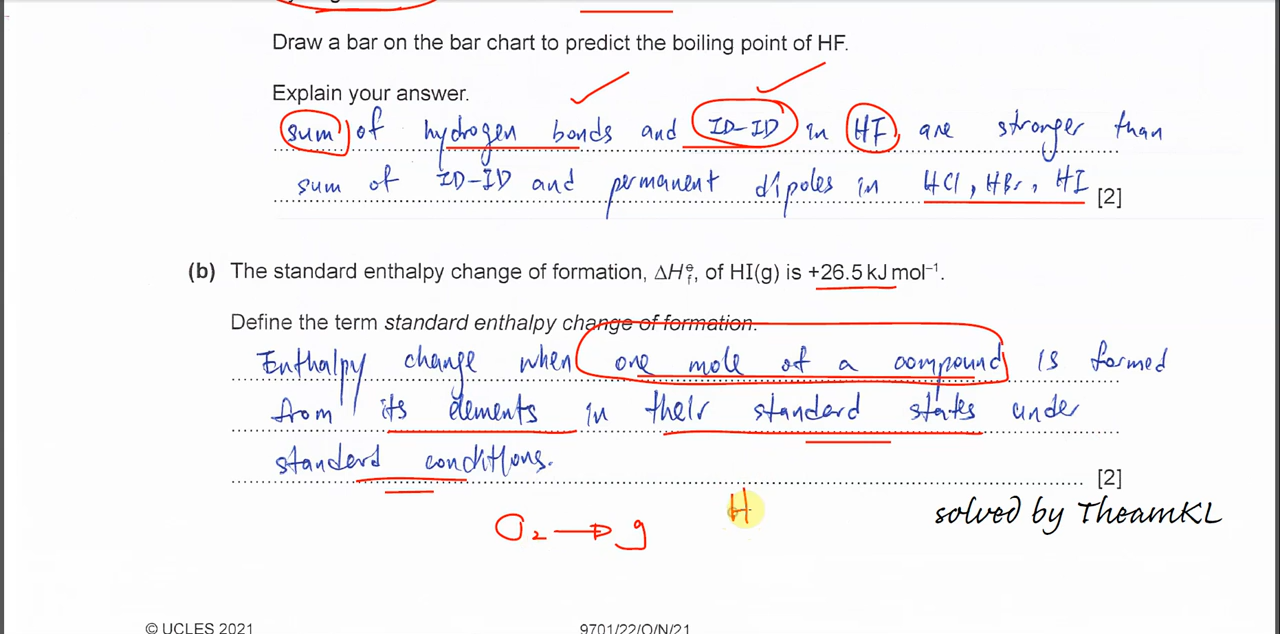 Draw a bar on the bar chart to predict the boiling point of HF.
Explain your answer.
sum of hydrogen bonds and ID-ID in HF, are stronger than
sum of ID-ID and permanent dipoles in HCl, HBr, HI [2]
(b) The standard enthalpy change of formation, ΔH⦵f, of HI(g) is +26.5 kJ mol⁻¹.
Define the term standard enthalpy change of formation.
Enthalpy change when one mole of a compound is formed
from its elements in their standard states under
standard conditions. [2]
O₂ → g
H
solved by TheamKL
© UCLES 2021 9701/22/O/N/21